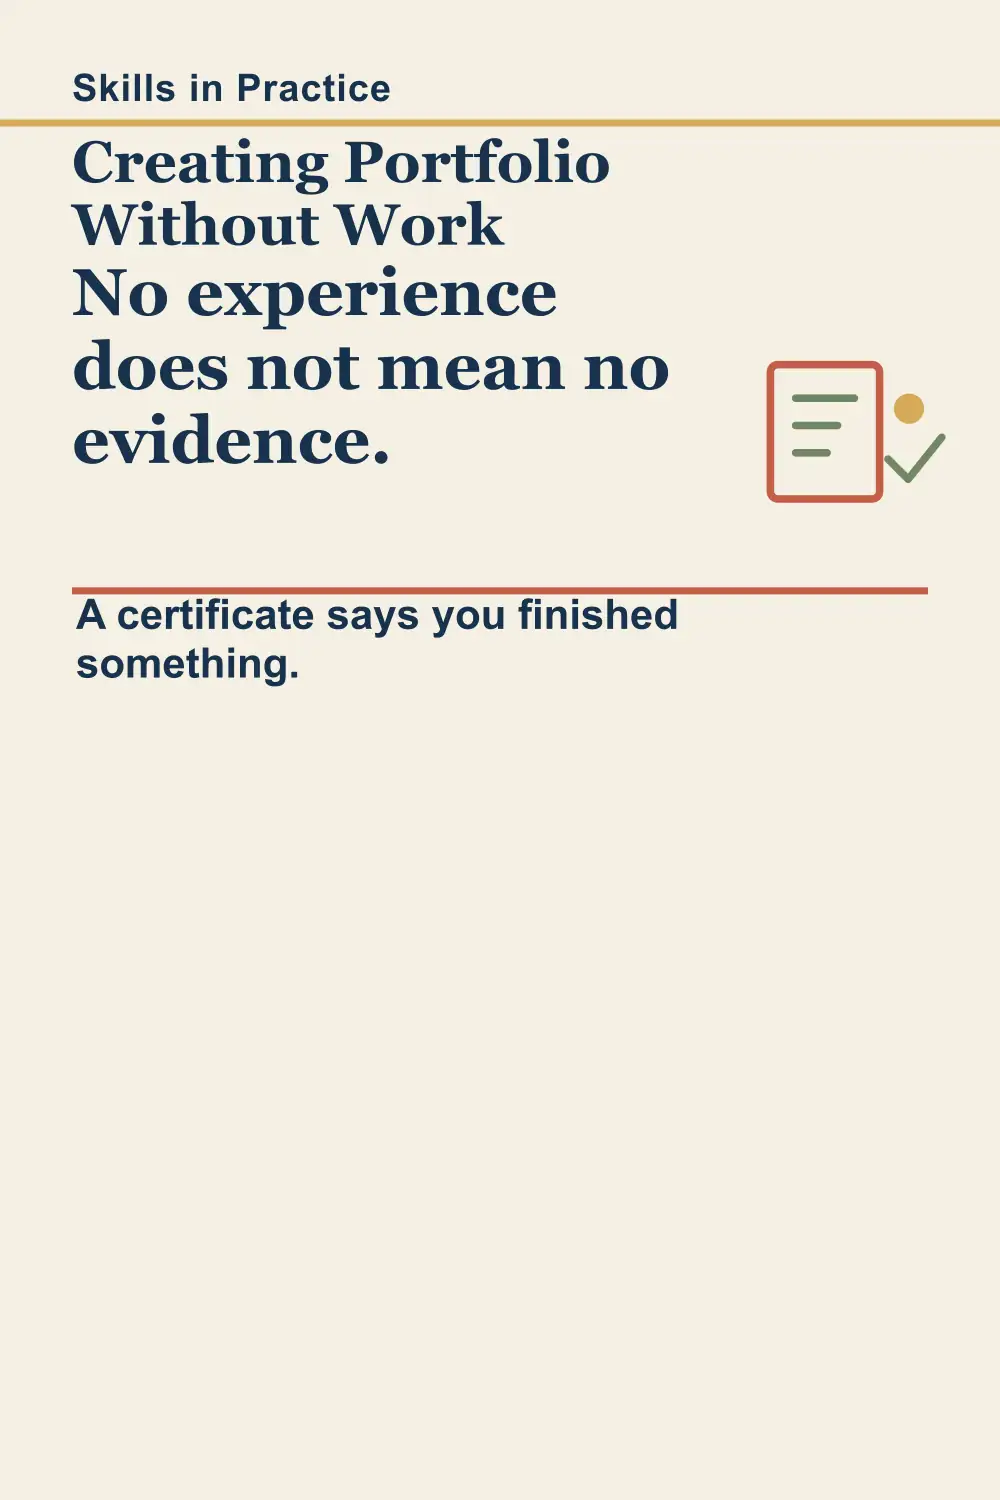 Skills in Practice
Creating Portfolio
Without Work
No experience
does not mean no
evidence.
A certificate says you finished
something.